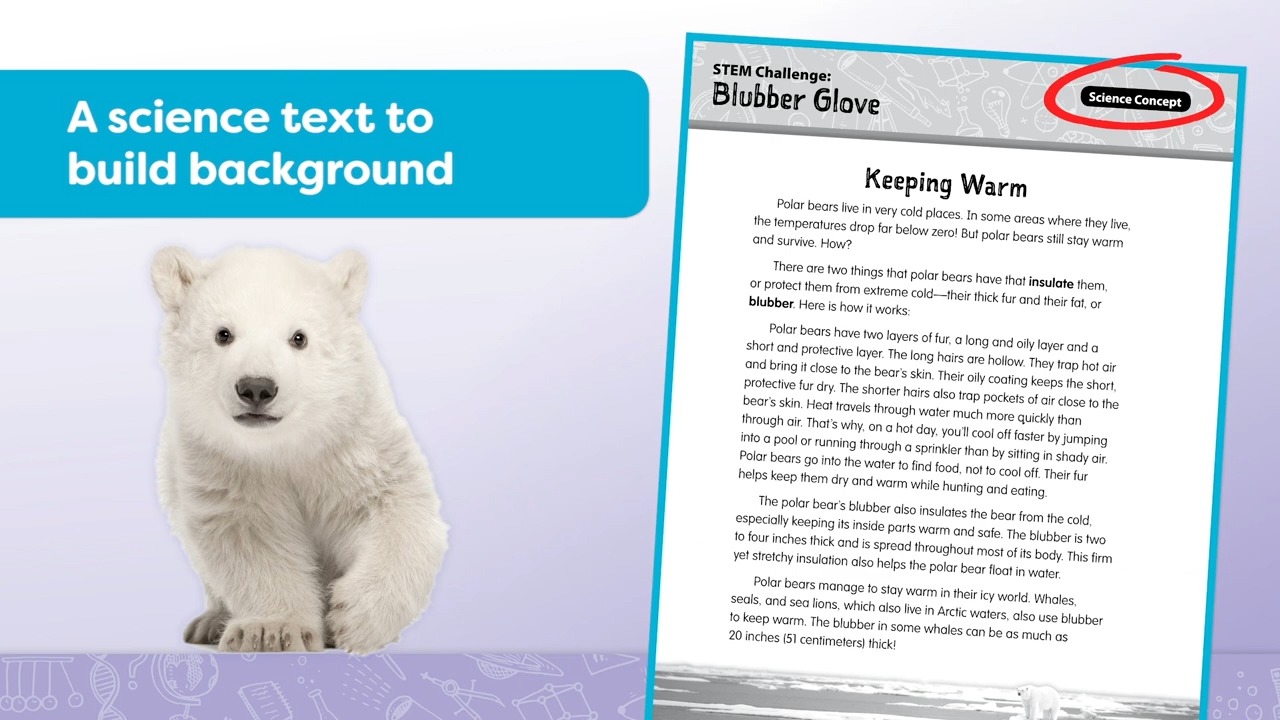 A science text to
build background
STEM Challenge:
Blubber Glove
Science Concept
Keeping Warm
Polar bears live in very cold places. In some areas where they live,
the temperatures drop far below zero! But polar bears still stay warm
and survive. How?
There are two things that polar bears have that insulate them,
or protect them from extreme cold—their thick fur and their fat, or
blubber. Here is how it works:
Polar bears have two layers of fur, a long and oily layer and a
short and protective layer. The long hairs are hollow. They trap hot air
and bring it close to the bear's skin. Their oily coating keeps the short,
protective fur dry. The shorter hairs also trap pockets of air close to the
bear's skin. Heat travels through water much more quickly than
through air. That's why, on a hot day, you'll cool off faster by jumping
into a pool or running through a sprinkler than by sitting in shady air.
Polar bears go into the water to find food, not to cool off. Their fur
helps keep them dry and warm while hunting and eating.
The polar bear's blubber also insulates the bear from the cold,
especially keeping its inside parts warm and safe. The blubber is two
to four inches thick and is spread throughout most of its body. This firm
yet stretchy insulation also helps the polar bear float in water.
Polar bears manage to stay warm in their icy world. Whales,
seals, and sea lions, which also live in Arctic waters, also use blubber
to keep warm. The blubber in some whales can be as much as
20 inches (51 centimeters) thick!